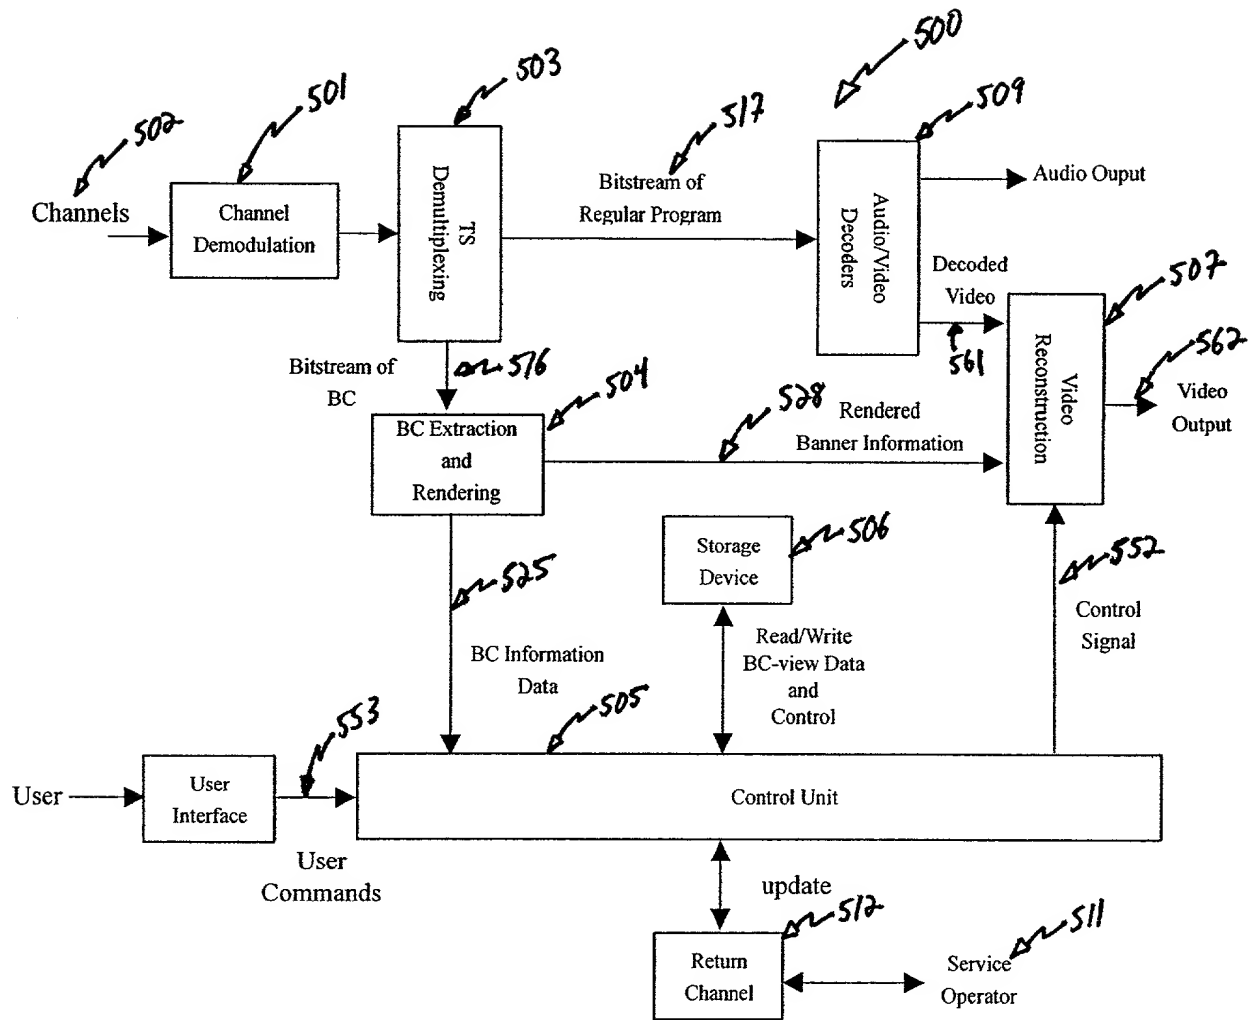 500
503
501
517
509
502
Channels
Channel
Demodulation
TS
Demultiplexing
Bitstream of
Regular Program
Audio/Video
Decoders
Audio Ouput
Decoded
Video
507
561
562
Video
Reconstruction
Video
Output
Bitstream of
BC
516
504
BC Extraction
and
Rendering
528
Rendered
Banner Information
506
Storage
Device
525
552
Control
Signal
BC Information
Data
Read/Write
BC-view Data
and
Control
505
553
User
User
Interface
Control Unit
User
Commands
update
512
511
Return
Channel
Service
Operator